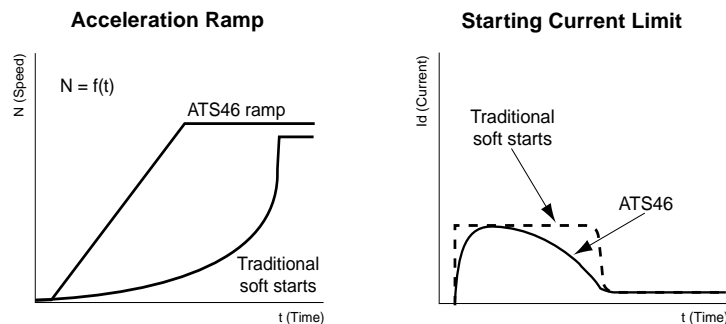 Acceleration Ramp
N (Speed)
N = f(t)
ATS46 ramp
Traditional
soft starts
t (Time)
Starting Current Limit
Id (Current)
Traditional
soft starts
ATS46
t (Time)